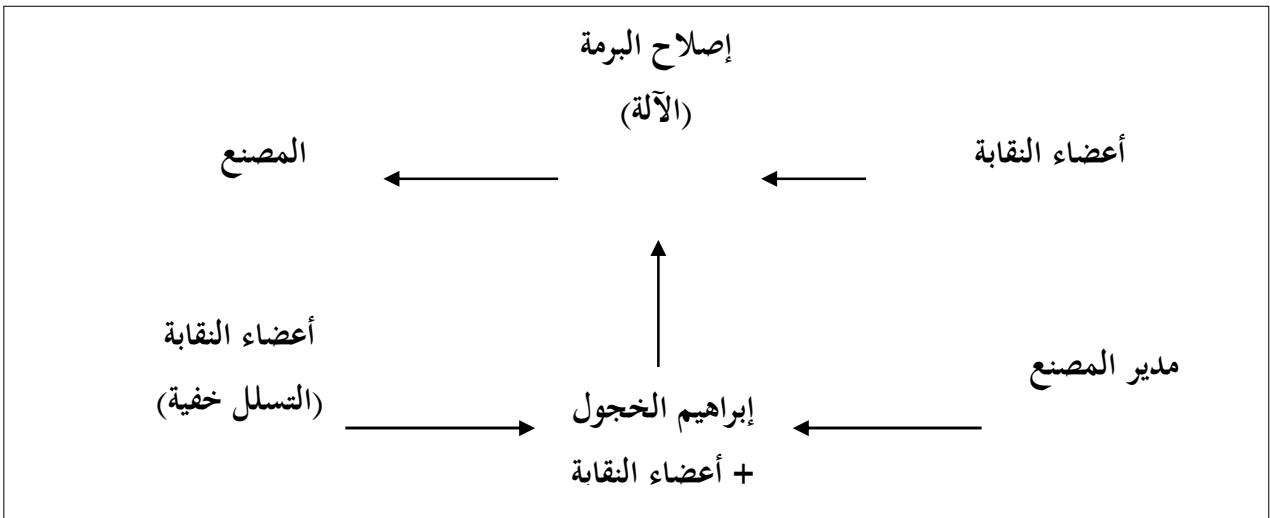 إصلاح البرمة
(الآلة)
أعضاء النقابة
المصنع
مدير المصنع
أعضاء النقابة
(التسلل خفية)
إبراهيم الخجول
+ أعضاء النقابة